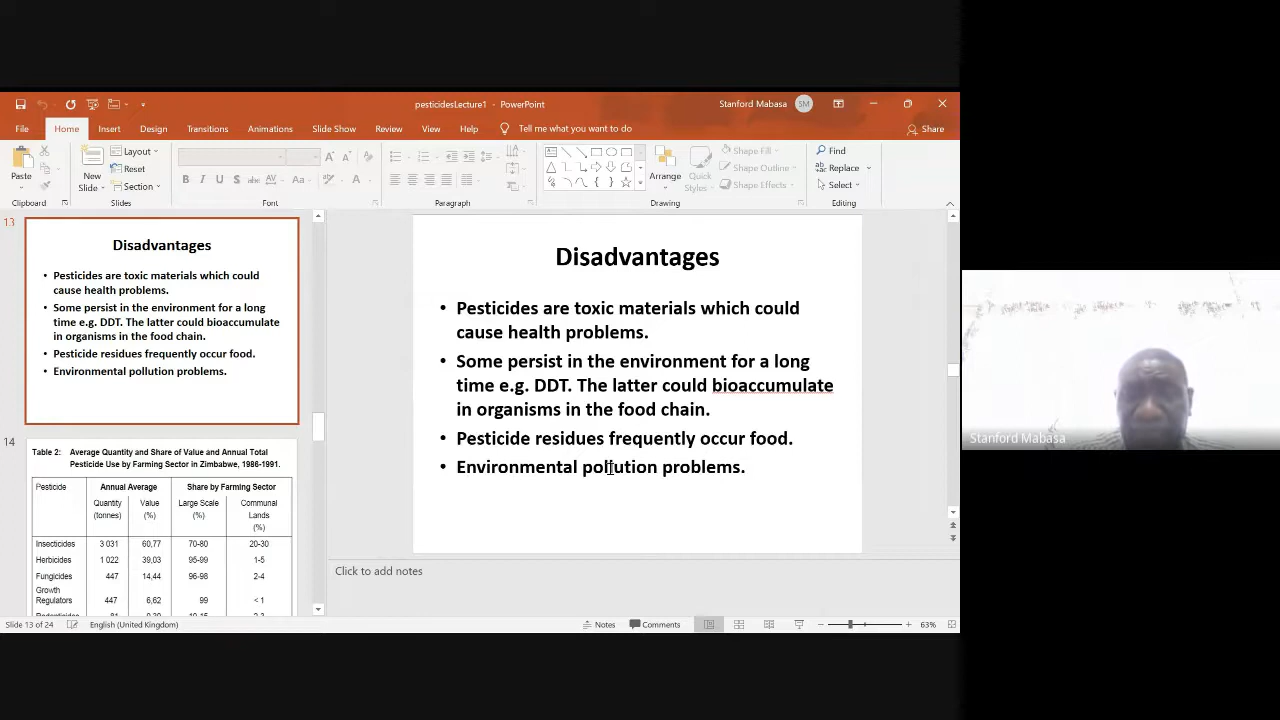 pesticidesLecture1 - PowerPoint
Stanford Mabasa
SM
File
Home
Insert
Design
Transitions
Animations
Slide Show
Review
View
Help
Tell me what you want to do
Share
Paste
New
Slide
Layout
Reset
Section
B
I
U
S
abc
AV
Aa
A
Arrange
Quick
Styles
Shape Fill
Shape Outline
Shape Effects
Find
Replace
Select
Clipboard
Slides
Font
Paragraph
Drawing
Editing
13
Disadvantages
• Pesticides are toxic materials which could
cause health problems.
• Some persist in the environment for a long
time e.g. DDT. The latter could bioaccumulate
in organisms in the food chain.
• Pesticide residues frequently occur food.
• Environmental pollution problems.
14
Table 2: Average Quantity and Share of Value and Annual Total
Pesticide Use by Farming Sector in Zimbabwe, 1986-1991.
Pesticide Annual Average Share by Farming Sector
Quantity Value Large Scale Communal
(tonnes) (%) (%) Lands
(%)
Insecticides 3 031 60,77 70-80 20-30
Herbicides 1 022 39,03 95-99 1-5
Fungicides 447 14,44 96-98 2-4
Growth
Regulators 447 6,62 99 < 1
Disadvantages
• Pesticides are toxic materials which could
cause health problems.
• Some persist in the environment for a long
time e.g. DDT. The latter could bioaccumulate
in organisms in the food chain.
• Pesticide residues frequently occur food.
• Environmental pollution problems.
Click to add notes
Slide 13 of 24
English (United Kingdom)
Notes
Comments
63%
Stanford Mabasa